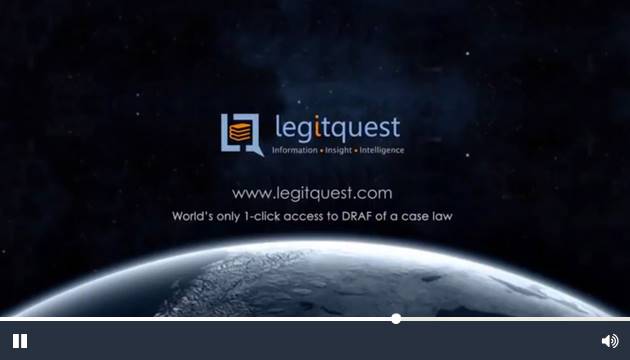 legitquest
Information • Insight • Intelligence
www.legitquest.com
World's only 1-click access to DRAF of a case law